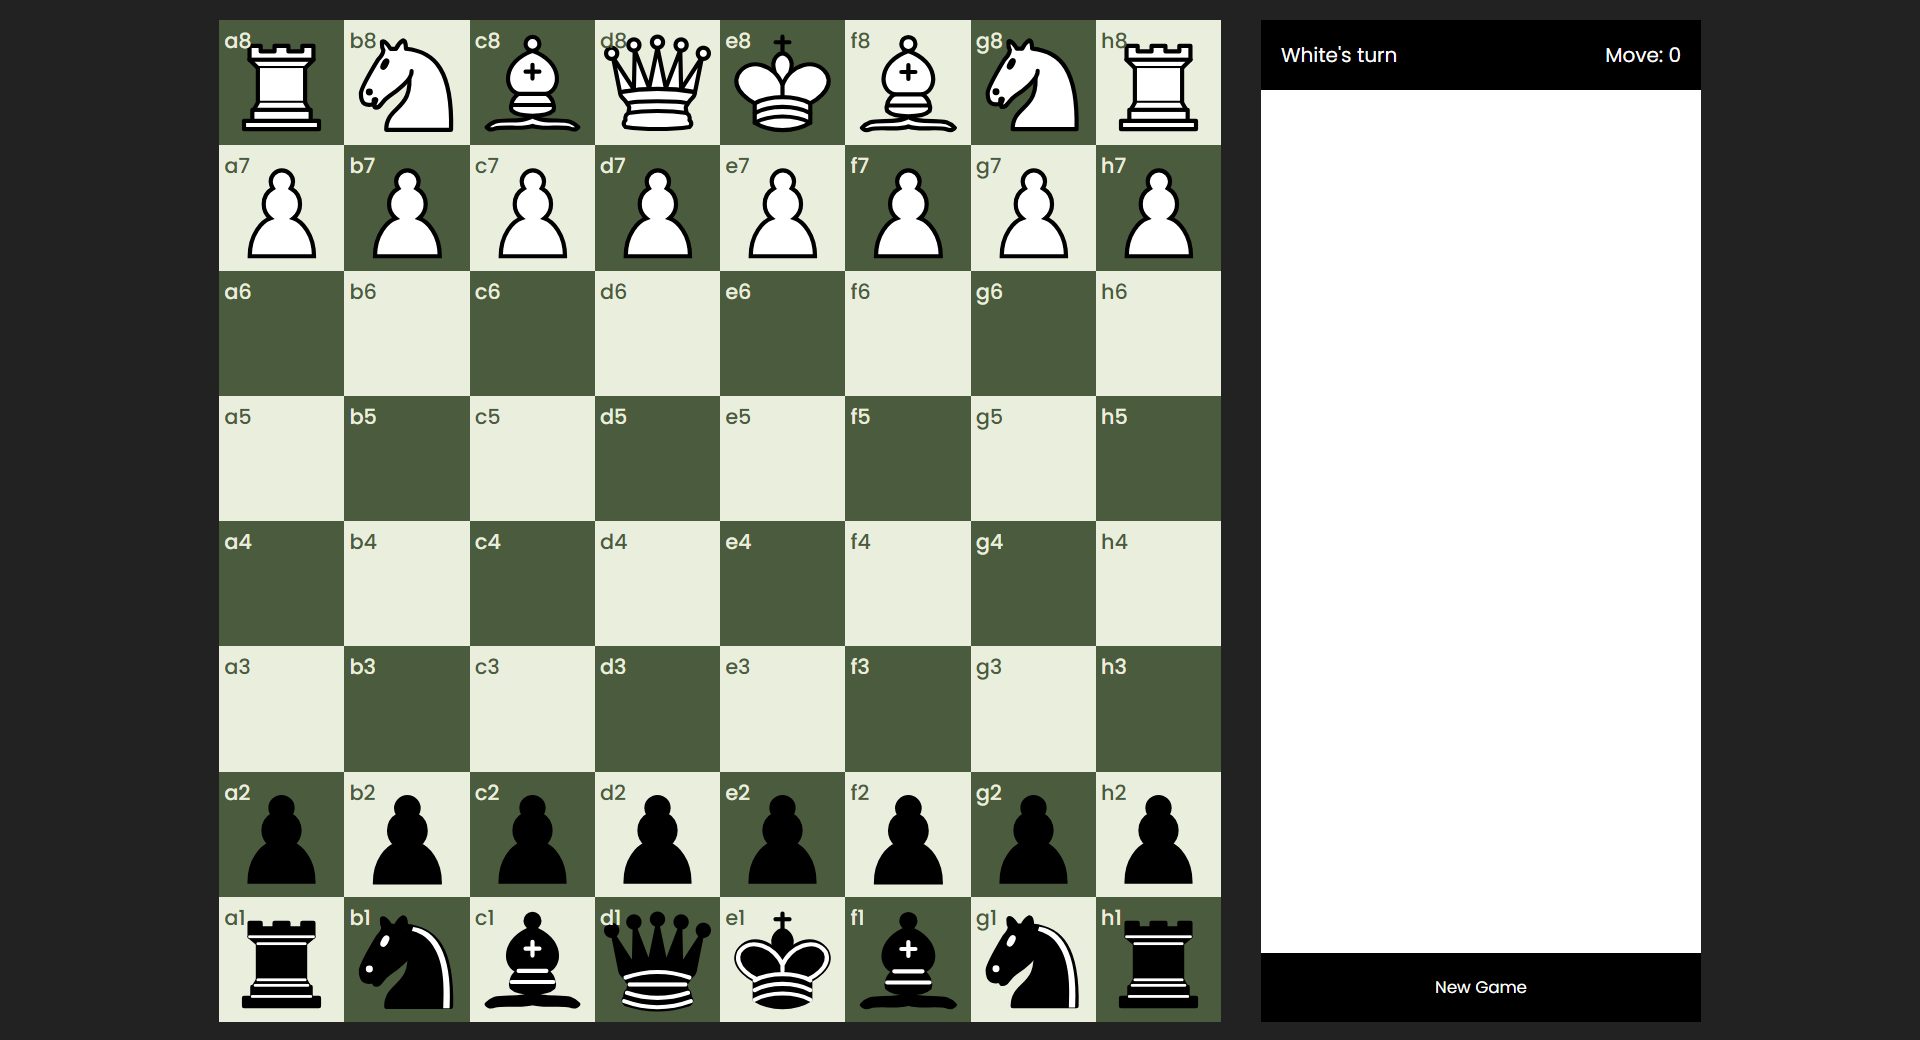 a8 b8 c8 d8 e8 f8 g8 h8
White's turn Move: 0
a7 b7 c7 d7 e7 f7 g7 h7
a6 b6 c6 d6 e6 f6 g6 h6
a5 b5 c5 d5 e5 f5 g5 h5
a4 b4 c4 d4 e4 f4 g4 h4
a3 b3 c3 d3 e3 f3 g3 h3
a2 b2 c2 d2 e2 f2 g2 h2
a1 b1 c1 d1 e1 f1 g1 h1
New Game